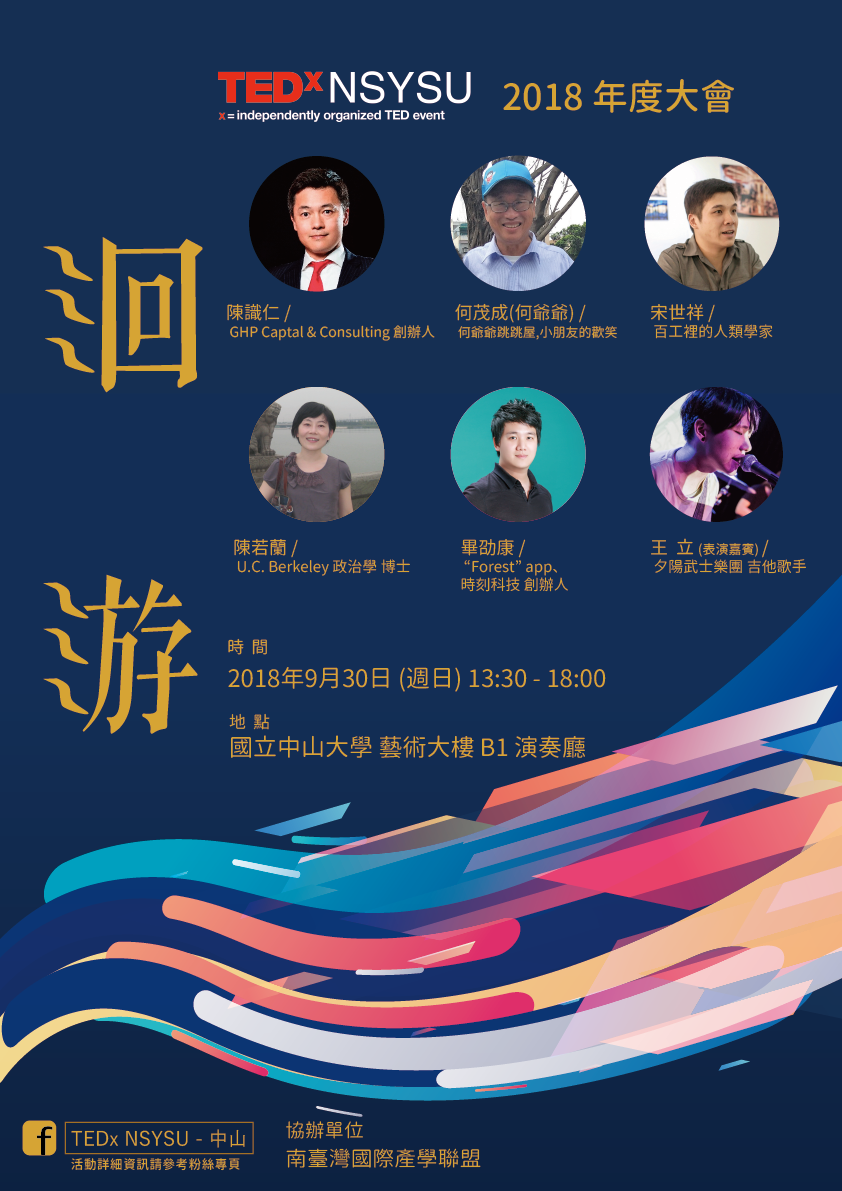 TEDxNSYSU 2018 年度大會
x = independently organized TED event
洄
游
陳識仁 /
GHP Captal & Consulting 創辦人
何茂成(何爺爺) /
何爺爺跳跳屋,小朋友的歡笑
宋世祥 /
百工裡的人類學家
陳若蘭 /
U.C. Berkeley 政治學 博士
畢劭康 /
“Forest” app、
時刻科技 創辦人
王 立 (表演嘉賓) /
夕陽武士樂團 吉他歌手
時 間
2018年9月30日 (週日) 13:30 - 18:00
地 點
國立中山大學 藝術大樓 B1 演奏廳
f TEDx NSYSU - 中山
活動詳細資訊請參考粉絲專頁
協辦單位
南臺灣國際產學聯盟